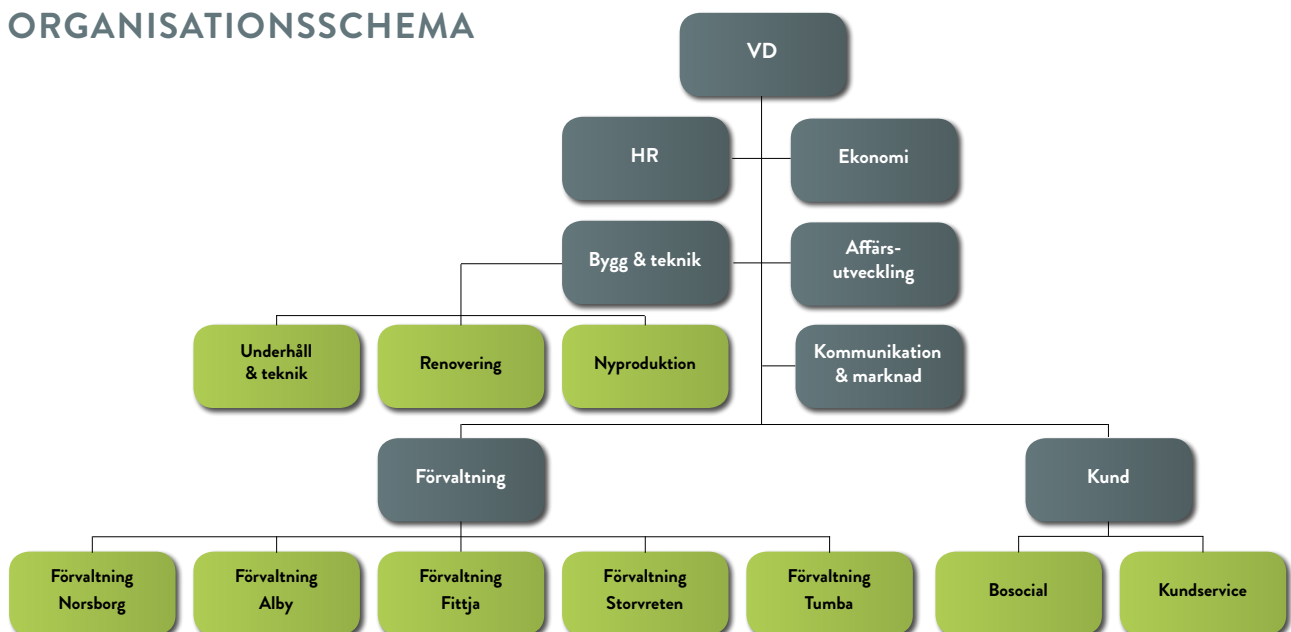 ORGANISATIONSSCHEMA
VD
HR
Ekonomi
Bygg & teknik
Affärs-
utveckling
Underhåll
& teknik
Renovering
Nyproduktion
Kommunikation
& marknad
Förvaltning
Kund
Förvaltning
Norsborg
Förvaltning
Alby
Förvaltning
Fittja
Förvaltning
Storvreten
Förvaltning
Tumba
Bosocial
Kundservice